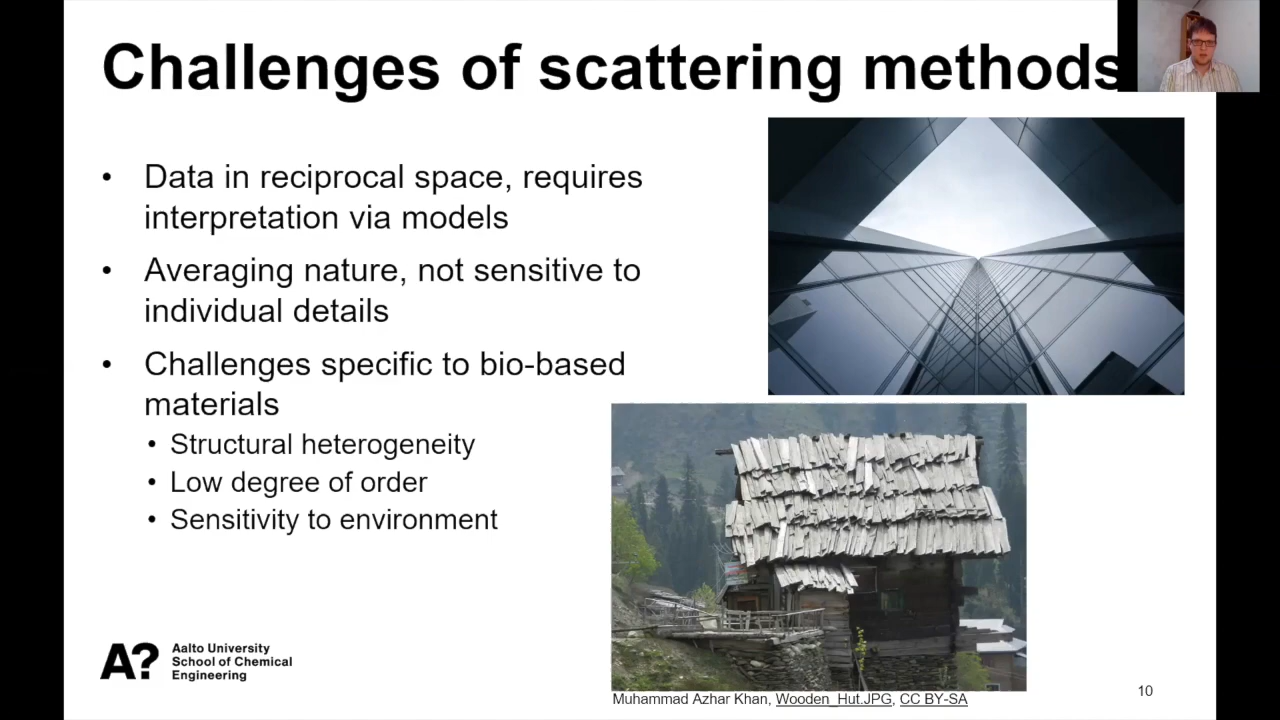 Challenges of scattering methods
• Data in reciprocal space, requires
interpretation via models
• Averaging nature, not sensitive to
individual details
• Challenges specific to bio-based
materials
• Structural heterogeneity
• Low degree of order
• Sensitivity to environment
A?
Aalto University
School of Chemical
Engineering
Muhammad Azhar Khan, Wooden_Hut.JPG, CC BY-SA
10